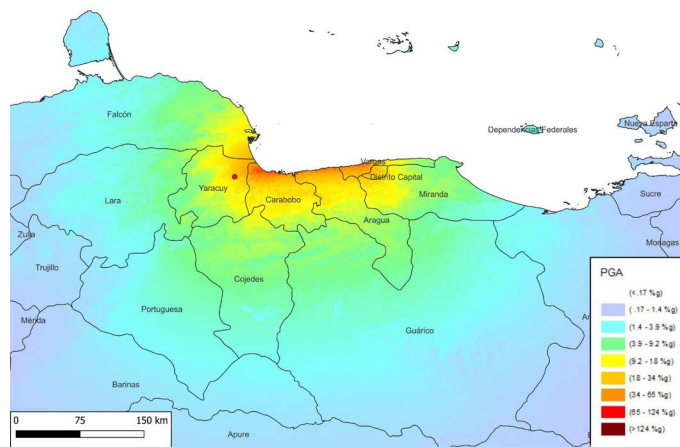 Falcón
Dependencias Federales
Nueva Esparta
Vargas
Distrito Capital
Yaracuy
Miranda
Sucre
Lara
Carabobo
Aragua
Zulia
Monagas
Trujillo
Cojedes
Portuguesa
Guárico
Mérida
Barinas
Apure
0 75 150 km
PGA
(<.17 %g)
(.17 - 1.4 %g)
(1.4 - 3.9 %g)
(3.9 - 9.2 %g)
(9.2 - 18 %g)
(18 - 34 %g)
(34 - 65 %g)
(65 - 124 %g)
(>124 %g)